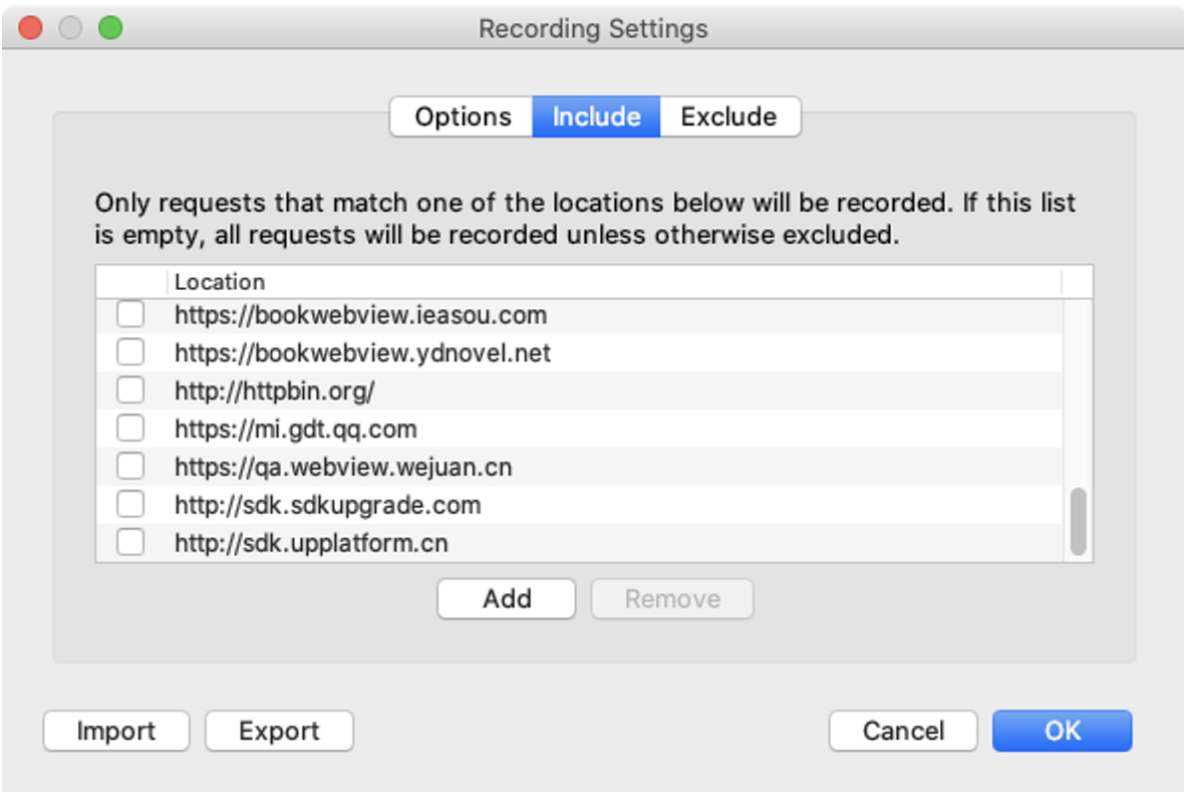 Recording Settings
Options Include Exclude
Only requests that match one of the locations below will be recorded. If this list
is empty, all requests will be recorded unless otherwise excluded.
Location
https://bookwebview.ieasou.com
https://bookwebview.ydnovel.net
http://httpbin.org/
https://mi.gdt.qq.com
https://qa.webview.wejuan.cn
http://sdk.sdkupgrade.com
http://sdk.upplatform.cn
Add Remove
Import Export Cancel OK